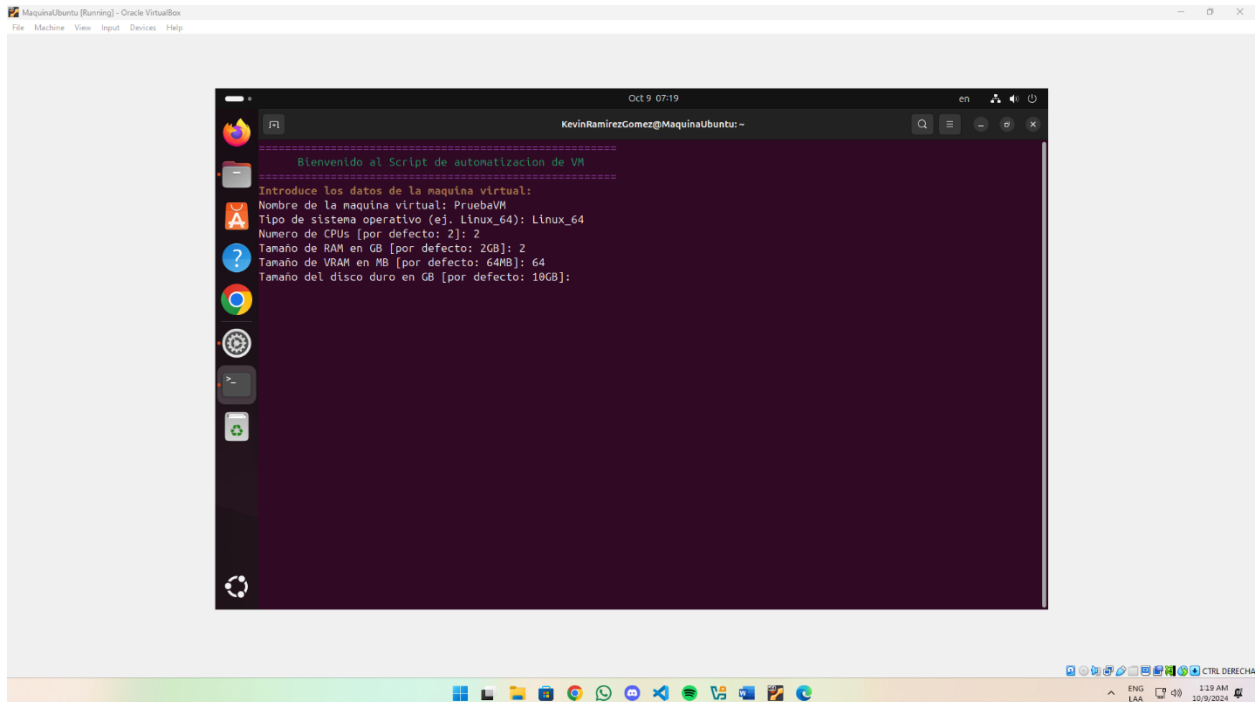 MaquinaUbuntu [Running] - Oracle VirtualBox
File Machine View Input Devices Help
Oct 9 07:19
en
KevinRamirezGomez@MaquinaUbuntu: ~
=======================================================
Bienvenido al Script de automatizacion de VM
=======================================================
Introduce los datos de la maquina virtual:
Nombre de la maquina virtual: PruebaVM
Tipo de sistema operativo (ej. Linux_64): Linux_64
Numero de CPUs [por defecto: 2]: 2
Tamaño de RAM en GB [por defecto: 2GB]: 2
Tamaño de VRAM en MB [por defecto: 64MB]: 64
Tamaño del disco duro en GB [por defecto: 10GB]:
CTRL DERECHA
ENG
LAA
1:19 AM
10/9/2024